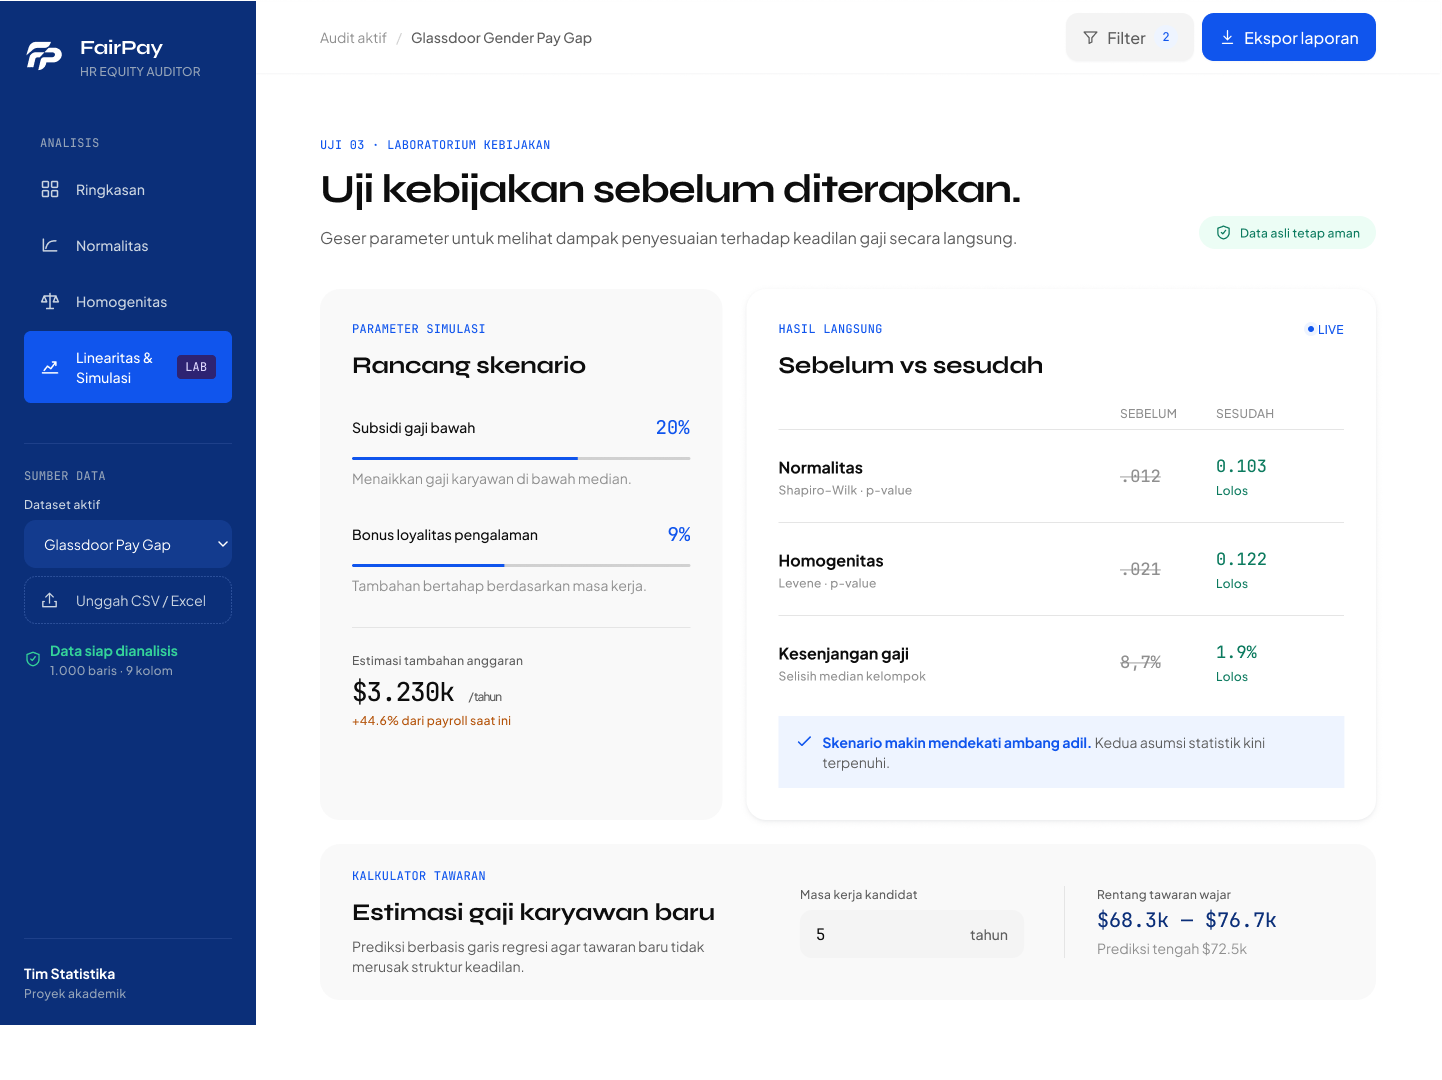 FairPay
HR EQUITY AUDITOR
ANALISIS
Ringkasan
Normalitas
Homogenitas
Linearitas &
Simulasi
LAB
SUMBER DATA
Dataset aktif
Glassdoor Pay Gap
Unggah CSV / Excel
Data siap dianalisis
1.000 baris · 9 kolom
Tim Statistika
Proyek akademik
Audit aktif / Glassdoor Gender Pay Gap
Filter 2
Ekspor laporan
UJI 03 · LABORATORIUM KEBIJAKAN
Uji kebijakan sebelum diterapkan.
Geser parameter untuk melihat dampak penyesuaian terhadap keadilan gaji secara langsung.
Data asli tetap aman
PARAMETER SIMULASI
Rancang skenario
Subsidi gaji bawah 20%
Menaikkan gaji karyawan di bawah median.
Bonus loyalitas pengalaman 9%
Tambahan bertahap berdasarkan masa kerja.
Estimasi tambahan anggaran
$3.230k /tahun
+44.6% dari payroll saat ini
HASIL LANGSUNG
LIVE
Sebelum vs sesudah
SEBELUM SESUDAH
Normalitas
Shapiro-Wilk · p-value
.012
0.103
Lolos
Homogenitas
Levene · p-value
.021
0.122
Lolos
Kesenjangan gaji
Selisih median kelompok
8,7%
1.9%
Lolos
Skenario makin mendekati ambang adil. Kedua asumsi statistik kini
terpenuhi.
KALKULATOR TAWARAN
Estimasi gaji karyawan baru
Prediksi berbasis garis regresi agar tawaran baru tidak
merusak struktur keadilan.
Masa kerja kandidat
5 tahun
Rentang tawaran wajar
$68.3k — $76.7k
Prediksi tengah $72.5k